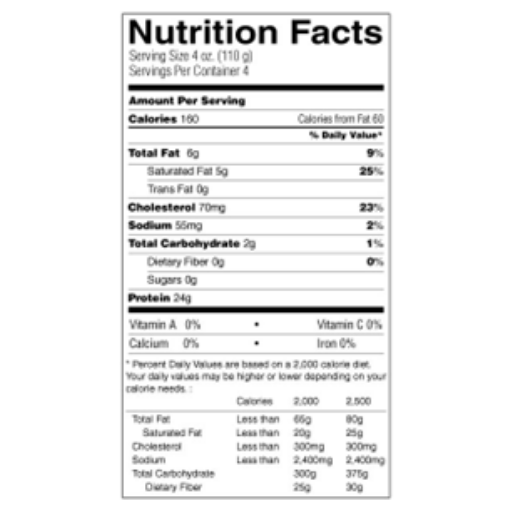 Nutrition Facts
Serving Size 4 oz. (110 g)
Servings Per Container 4
Amount Per Serving
Calories 160 Calories from Fat 60
% Daily Value*
Total Fat 6g 9%
Saturated Fat 5g 25%
Trans Fat 0g
Cholesterol 70mg 23%
Sodium 55mg 2%
Total Carbohydrate 2g 1%
Dietary Fiber 0g 0%
Sugars 0g
Protein 24g
Vitamin A 0% • Vitamin C 0%
Calcium 0% • Iron 0%
* Percent Daily Values are based on a 2,000 calorie diet.
Your daily values may be higher or lower depending on your
calorie needs. :
Calories 2,000 2,500
Total Fat Less than 65g 80g
Saturated Fat Less than 20g 25g
Cholesterol Less than 300mg 300mg
Sodium Less than 2,400mg 2,400mg
Total Carbohydrate 300g 375g
Dietary Fiber 25g 30g